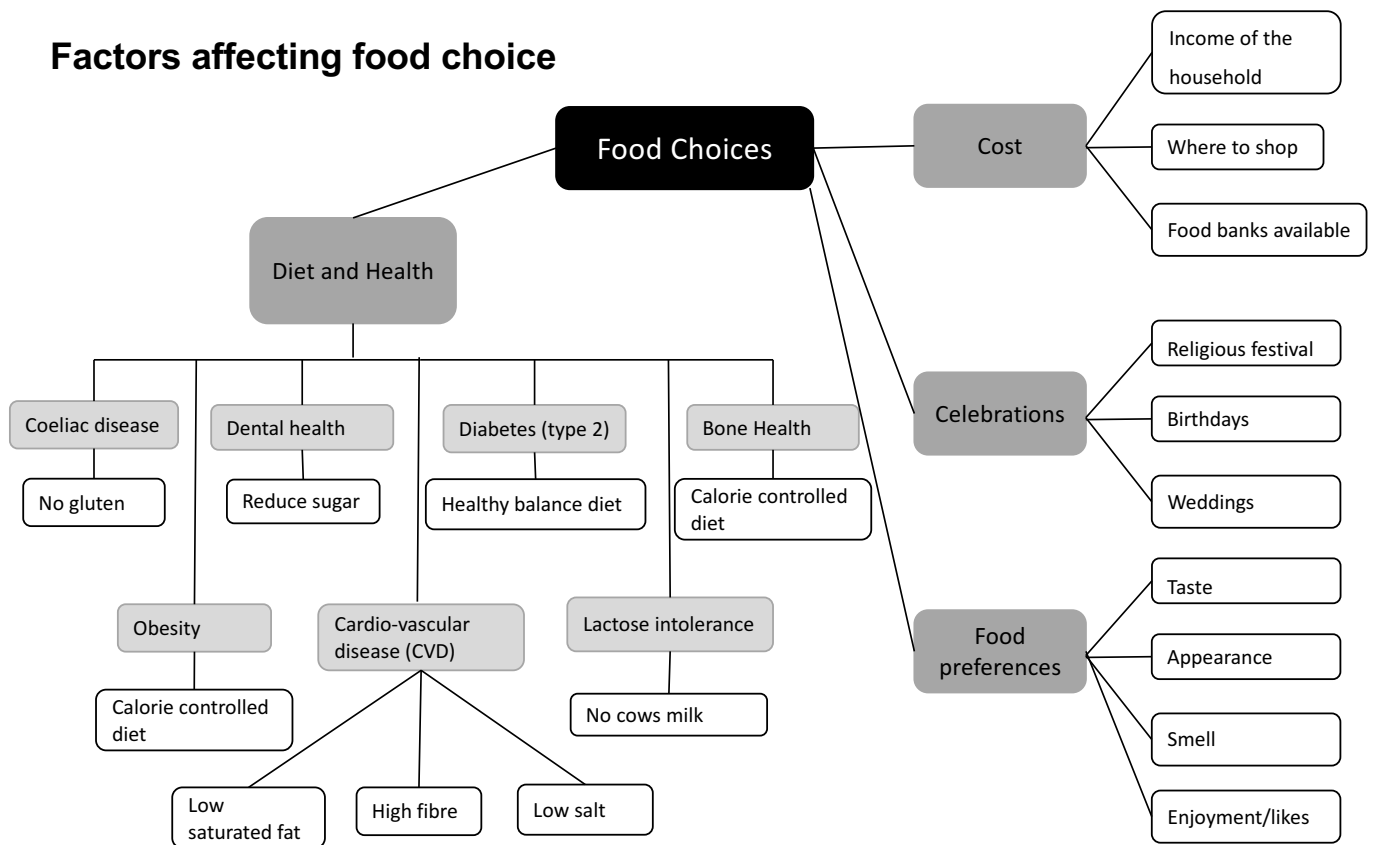 Factors affecting food choice
Food Choices
Cost
Income of the
household
Where to shop
Food banks available
Diet and Health
Coeliac disease
No gluten
Dental health
Reduce sugar
Diabetes (type 2)
Healthy balance diet
Bone Health
Calorie controlled
diet
Obesity
Calorie controlled
diet
Cardio-vascular
disease (CVD)
Low
saturated fat
High fibre
Low salt
Lactose intolerance
No cows milk
Celebrations
Religious festival
Birthdays
Weddings
Food
preferences
Taste
Appearance
Smell
Enjoyment/likes